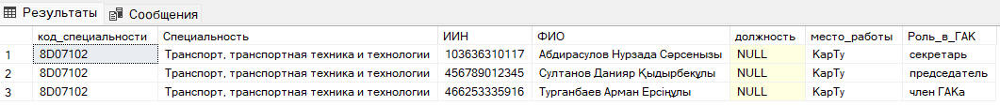 Результаты Сообщения
код_специальности Специальность ИИН ФИО должность место_работы Роль_в_ГАК
1 8D07102 Транспорт, транспортная техника и технологии 103636310117 Абдирасулов Нурзада Сәрсенызы NULL КарТу секретарь
2 8D07102 Транспорт, транспортная техника и технологии 456789012345 Султанов Данияр Қыдырбекұлы NULL КарТу председатель
3 8D07102 Транспорт, транспортная техника и технологии 466253335916 Турганбаев Арман Ерсіңұлы NULL КарТу член ГАКа